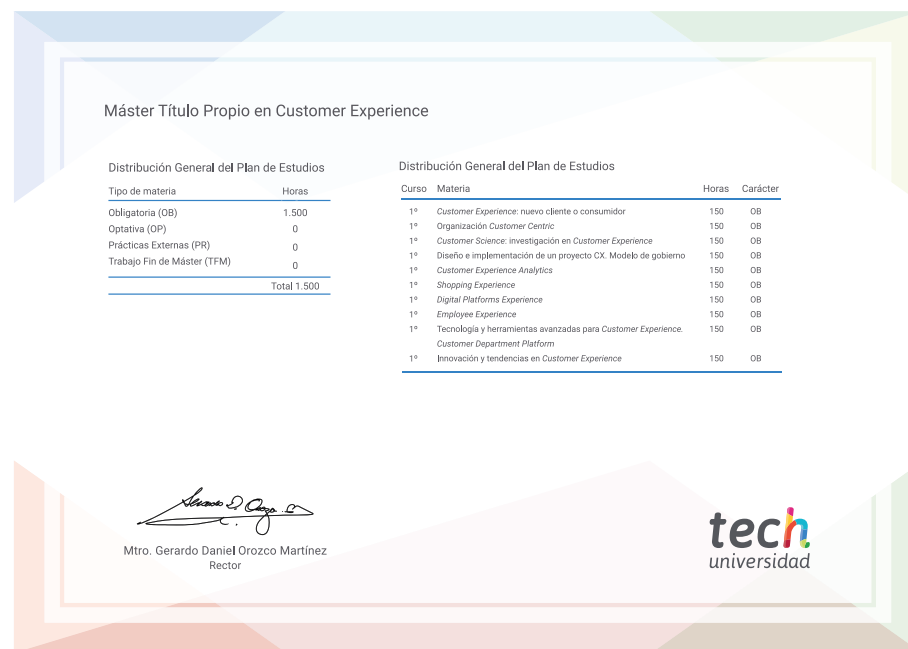 Máster Título Propio en Customer Experience
Distribución General del Plan de Estudios
Tipo de materia Horas
Obligatoria (OB) 1.500
Optativa (OP) 0
Prácticas Externas (PR) 0
Trabajo Fin de Máster (TFM) 0
Total 1.500
Distribución General del Plan de Estudios
Curso Materia Horas Carácter
1º Customer Experience: nuevo cliente o consumidor 150 OB
1º Organización Customer Centric 150 OB
1º Customer Science: investigación en Customer Experience 150 OB
1º Diseño e implementación de un proyecto CX. Modelo de gobierno 150 OB
1º Customer Experience Analytics 150 OB
1º Shopping Experience 150 OB
1º Digital Platforms Experience 150 OB
1º Employee Experience 150 OB
1º Tecnología y herramientas avanzadas para Customer Experience. 150 OB
Customer Department Platform
1º Innovación y tendencias en Customer Experience 150 OB
Mtro. Gerardo Daniel Orozco Martínez
Rector
tech
universidad